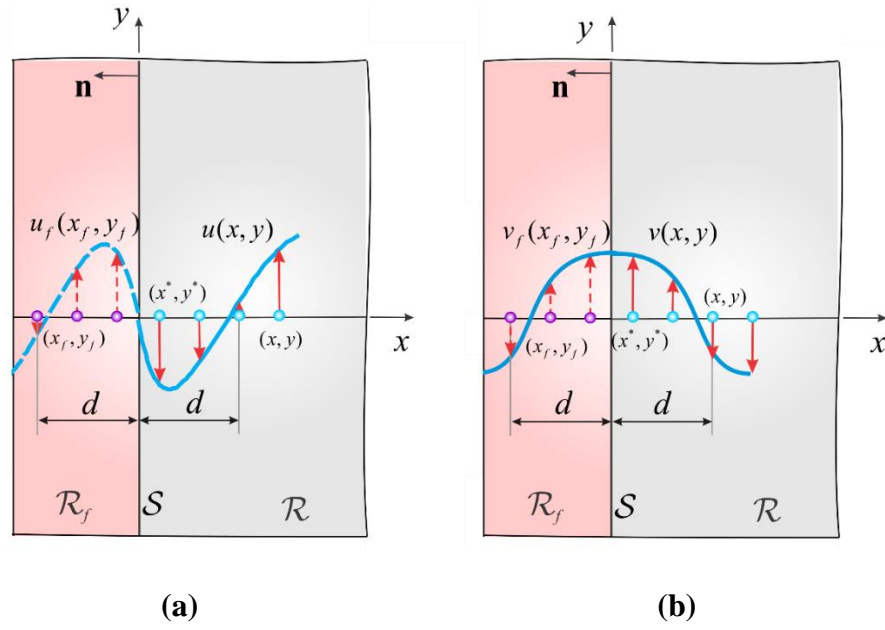 y
n
u_f(x_f, y_f)
u(x, y)
(x*, y*)
(x_f, y_f)
(x, y)
x
d
d
ℛ_f
𝒮
ℛ
(a)
y
n
v_f(x_f, y_f)
v(x, y)
(x, y)
(x_f, y_f)
(x*, y*)
x
d
d
ℛ_f
𝒮
ℛ
(b)